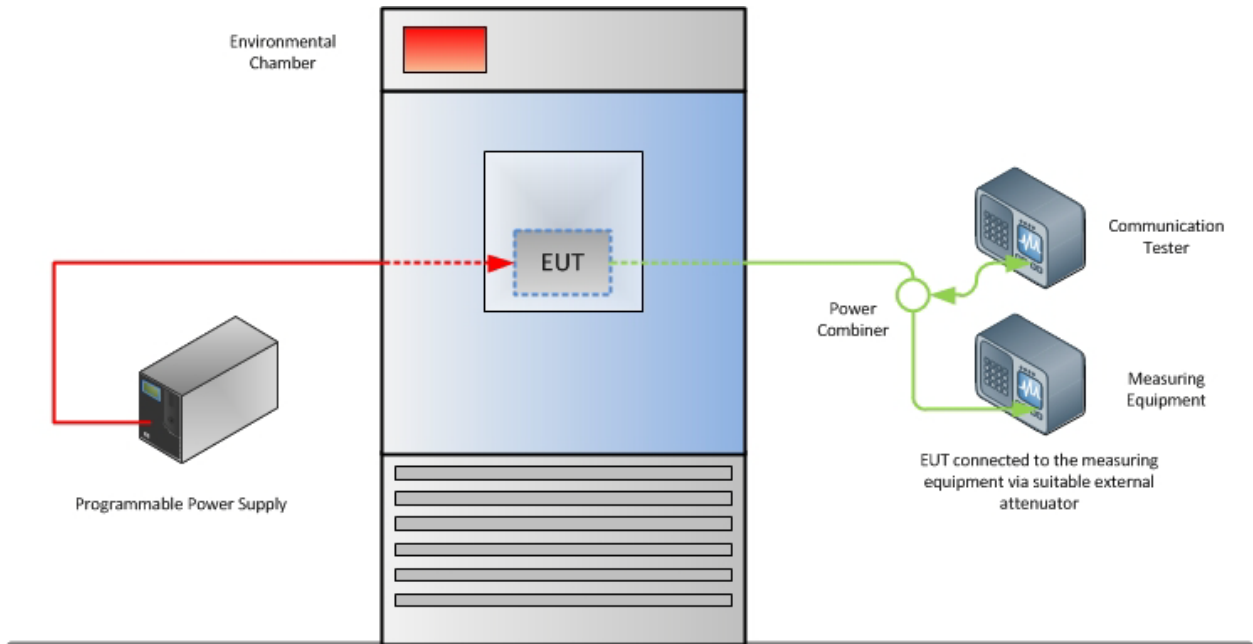 Environmental
Chamber
EUT
Communication
Tester
Power
Combiner
Measuring
Equipment
EUT connected to the measuring
equipment via suitable external
attenuator
Programmable Power Supply